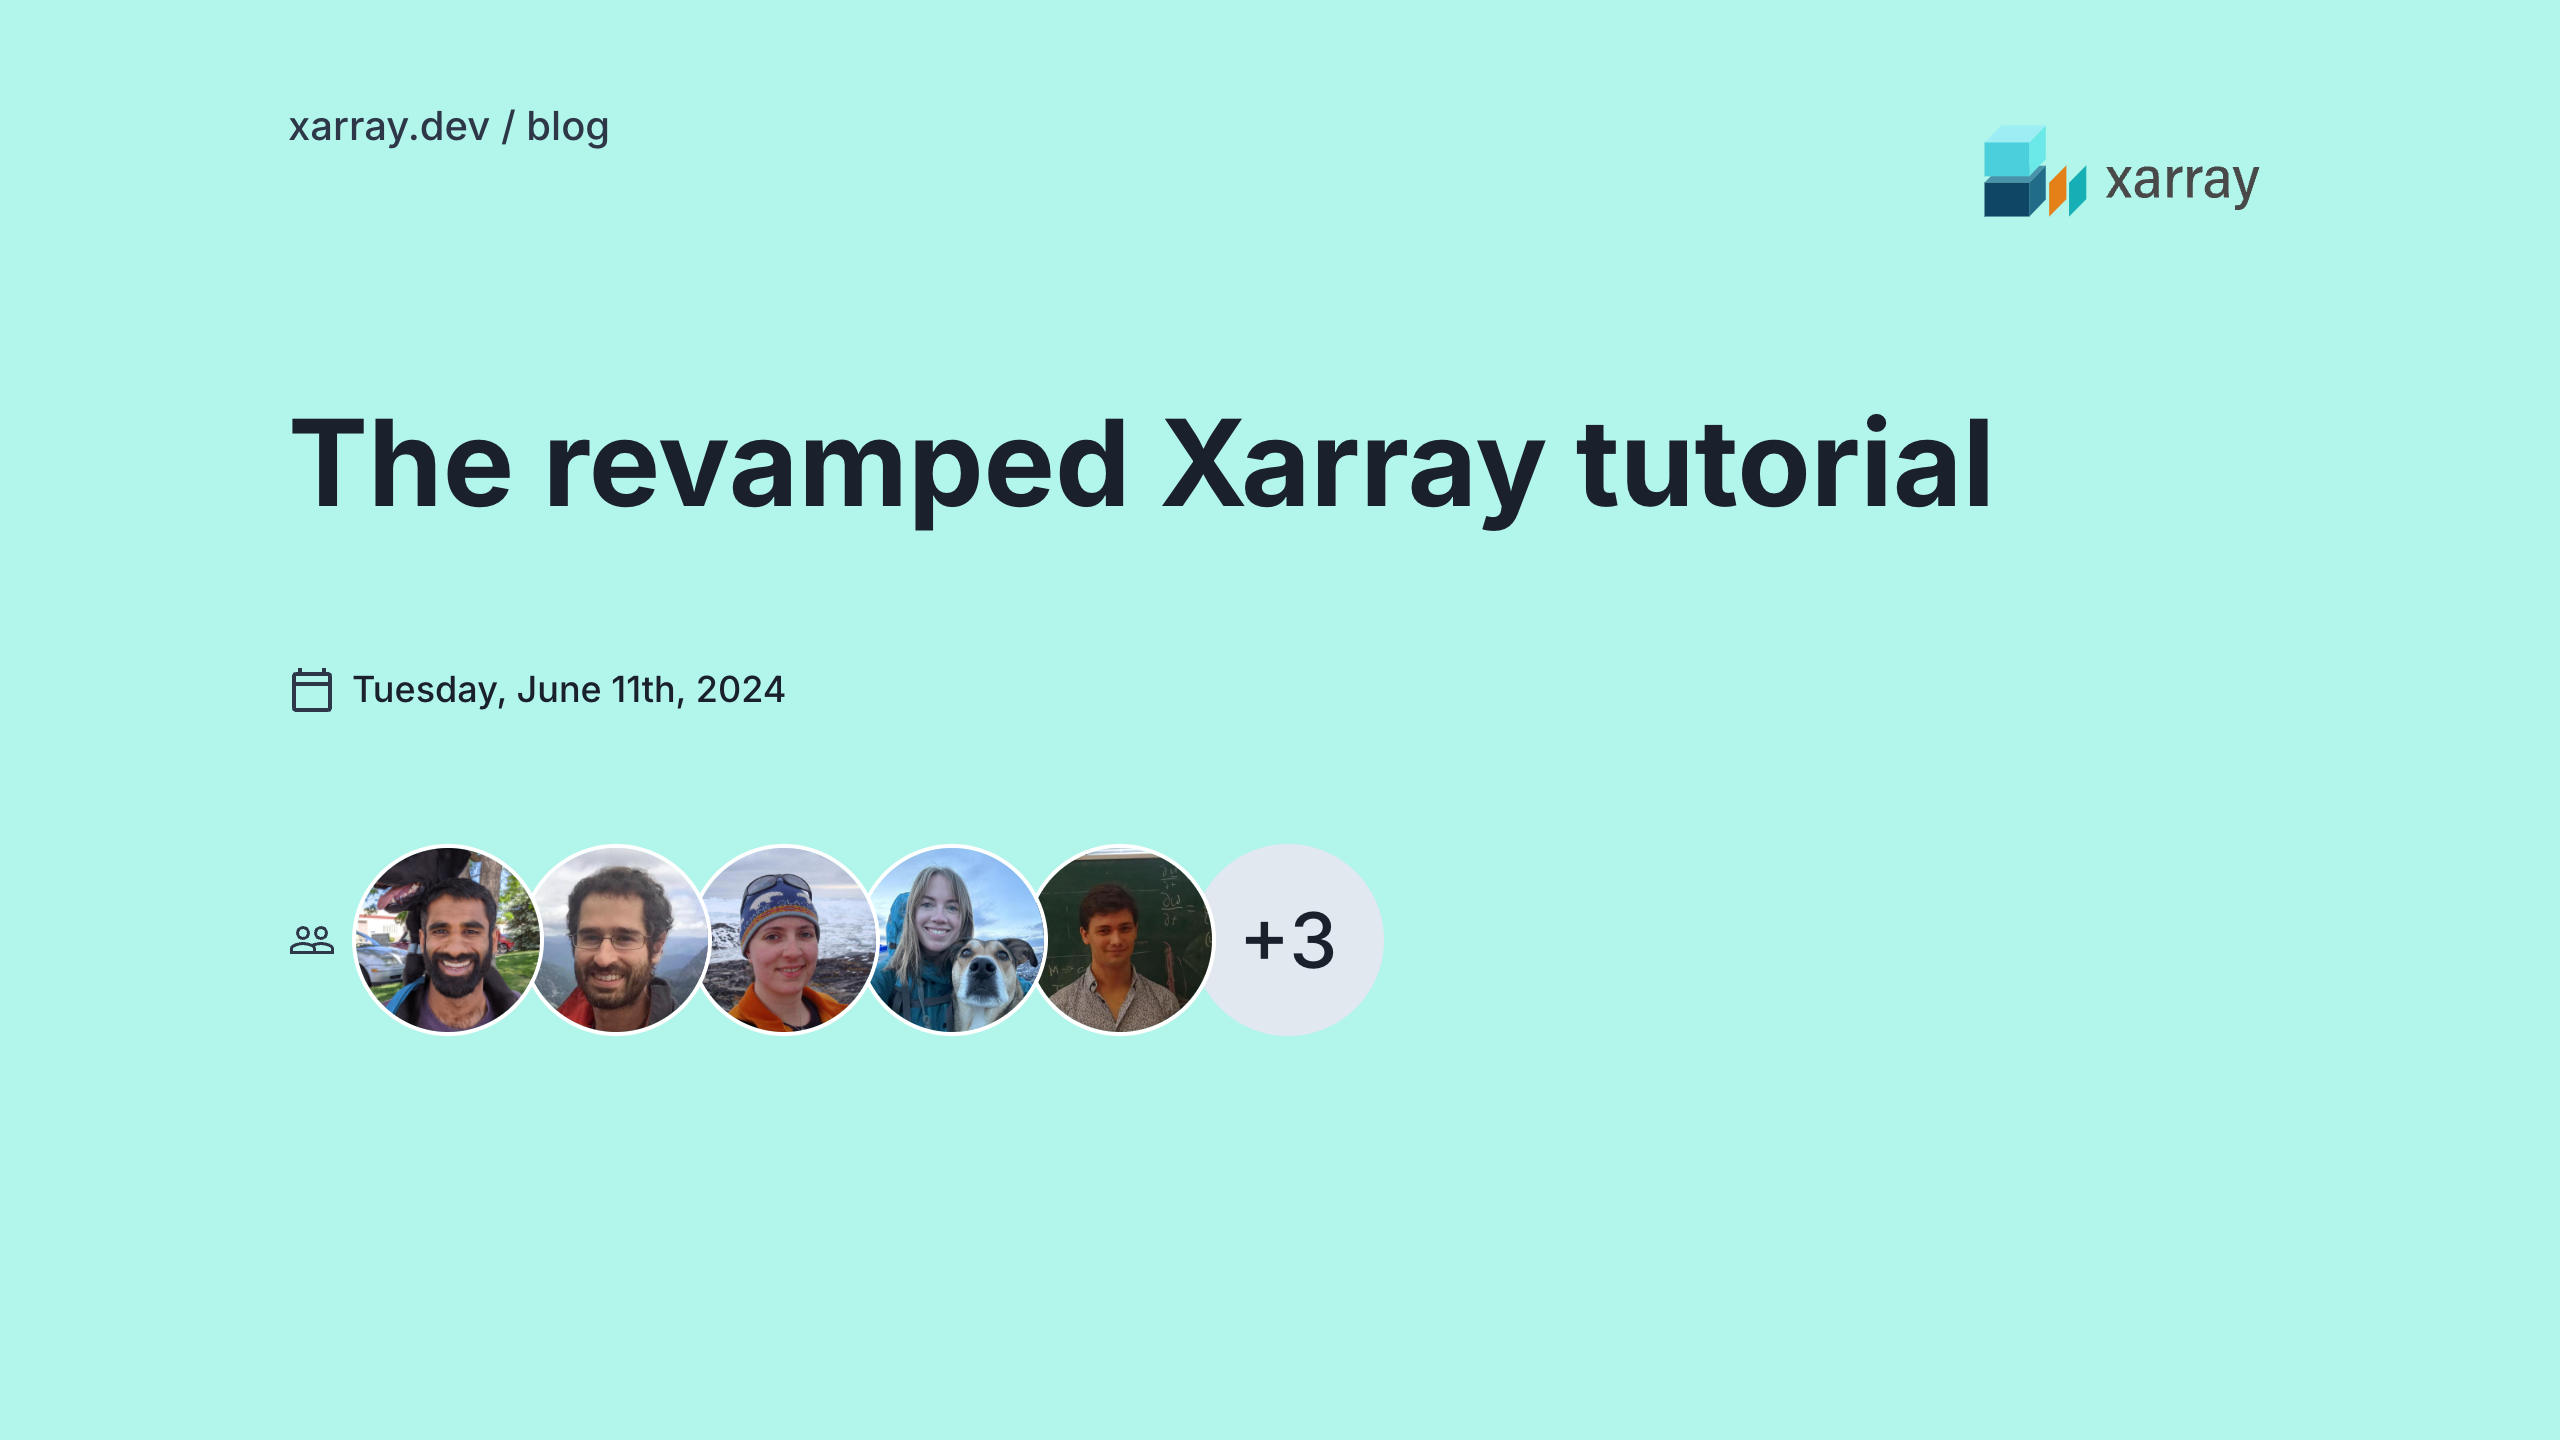 xarray.dev / blog
xarray
The revamped Xarray tutorial
Tuesday, June 11th, 2024
+3